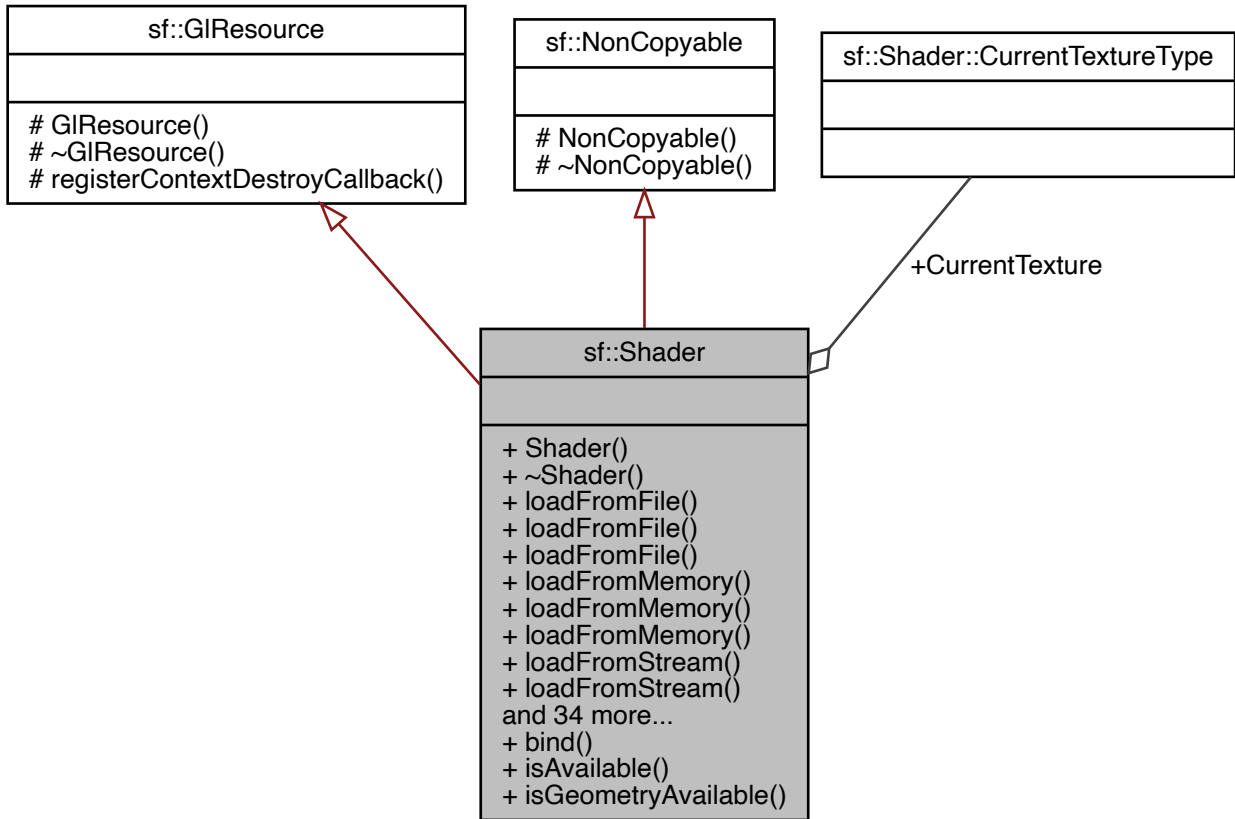 sf::GlResource
# GlResource()
# ~GlResource()
# registerContextDestroyCallback()
sf::NonCopyable
# NonCopyable()
# ~NonCopyable()
sf::Shader::CurrentTextureType
+CurrentTexture
sf::Shader
+ Shader()
+ ~Shader()
+ loadFromFile()
+ loadFromFile()
+ loadFromFile()
+ loadFromMemory()
+ loadFromMemory()
+ loadFromMemory()
+ loadFromStream()
+ loadFromStream()
and 34 more...
+ bind()
+ isAvailable()
+ isGeometryAvailable()